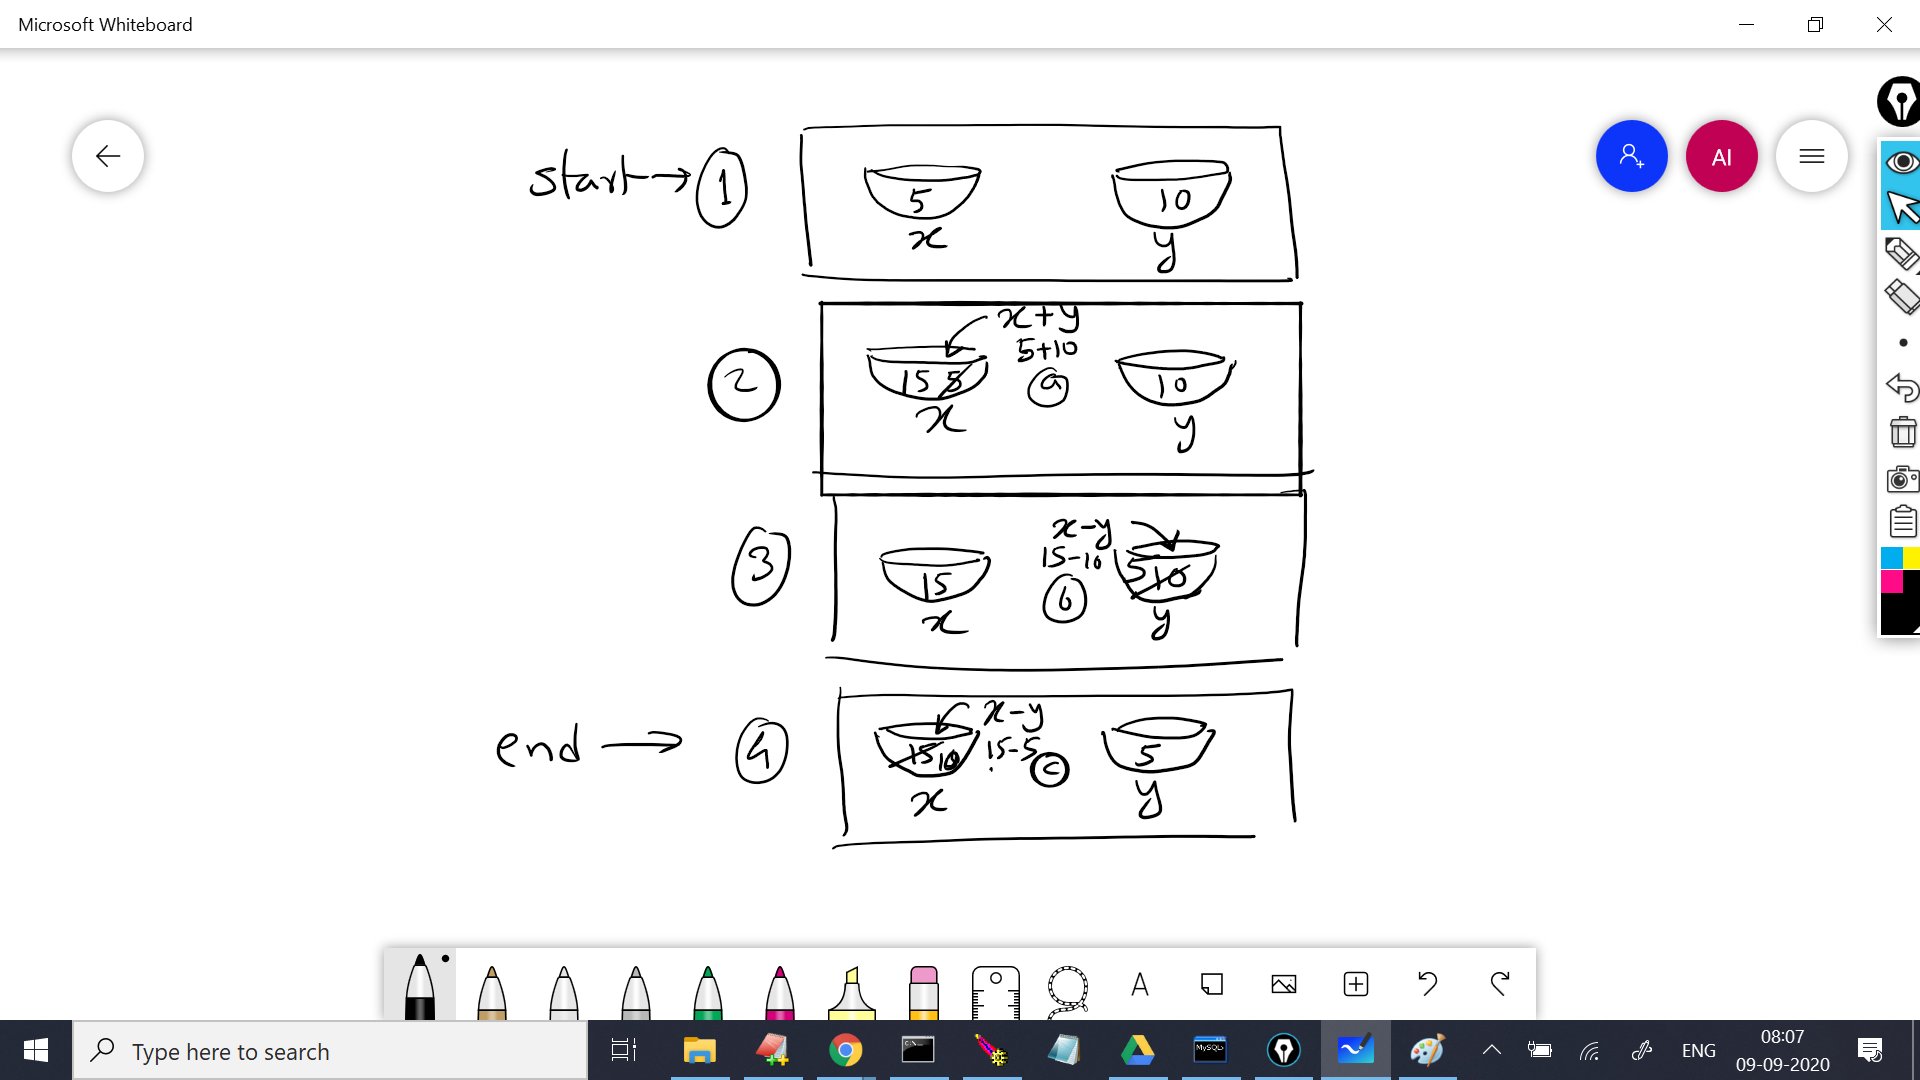 Microsoft Whiteboard
AI
start → 1
5
10
x
y
2
x+y
5+10
a
15 5
10
x
y
3
x-y
15-10
b
15
5 10
x
y
end → 4
x-y
15-5
c
15 10
5
x
y
A
Type here to search
C:\_
MySQL
ENG
08:07
09-09-2020